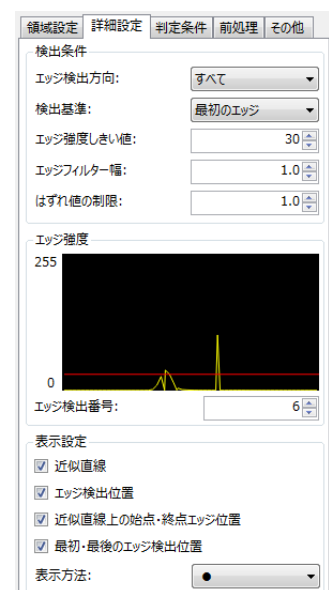 領域設定 詳細設定 判定条件 前処理 その他
検出条件
エッジ検出方向: すべて
検出基準: 最初のエッジ
エッジ強度しきい値: 30
エッジフィルター幅: 1.0
はずれ値の制限: 1.0
エッジ強度
255
0
エッジ検出番号: 6
表示設定
近似直線
エッジ検出位置
近似直線上の始点・終点エッジ位置
最初・最後のエッジ検出位置
表示方法: ●